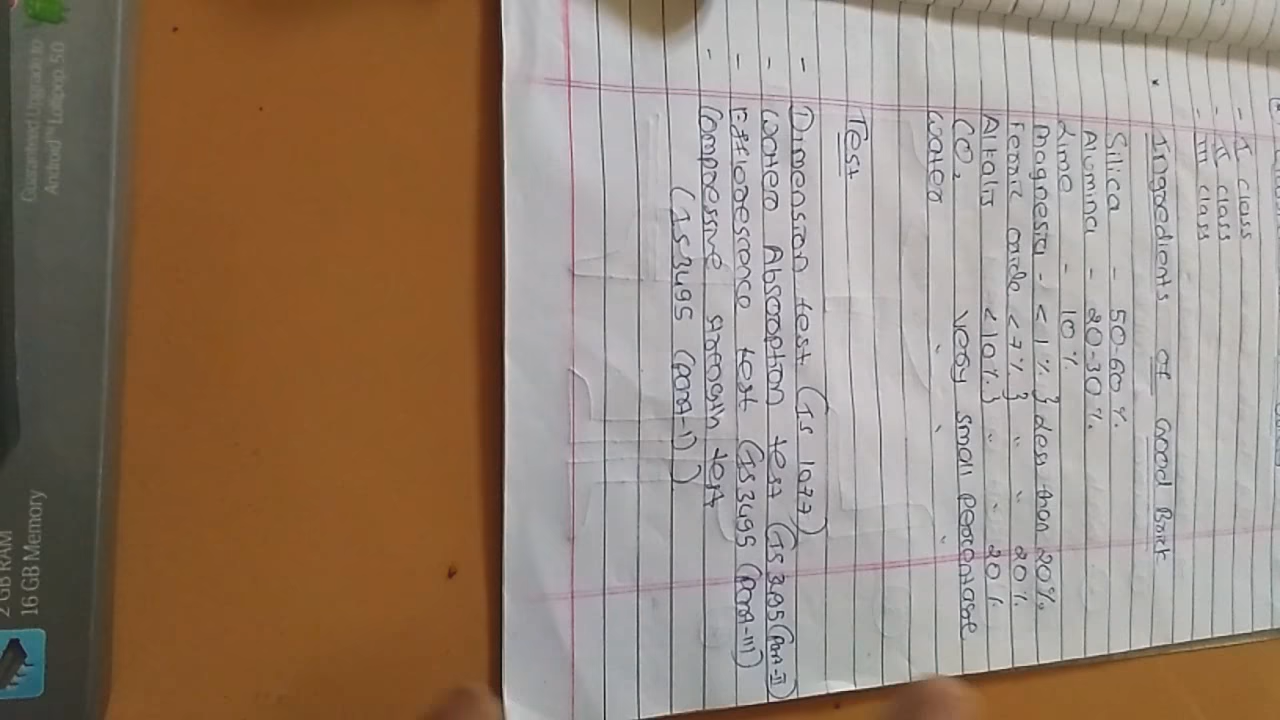 - I class
- II class
- III class
Ingredients of Good Brick
Silica - 50-60%.
Alumina - 20-30%.
Lime - 10%.
Magnesia - <1%. } Less than 20%.
Ferric oxide <7%. } " " 20%.
Alkalis <10%. } " " 20%.
CO₂ very small percentage
water " " "
Test
- Dimension test (IS 1077)
- water Absorption test (IS 3495 (Part-II)
- Efflorescence test (IS 3495 (part-III)
- Compressive strength test
(IS 3495 (part-I))
Guaranteed Upgrade to
Android™ Lollipop 5.0
2 GB RAM
16 GB Memory